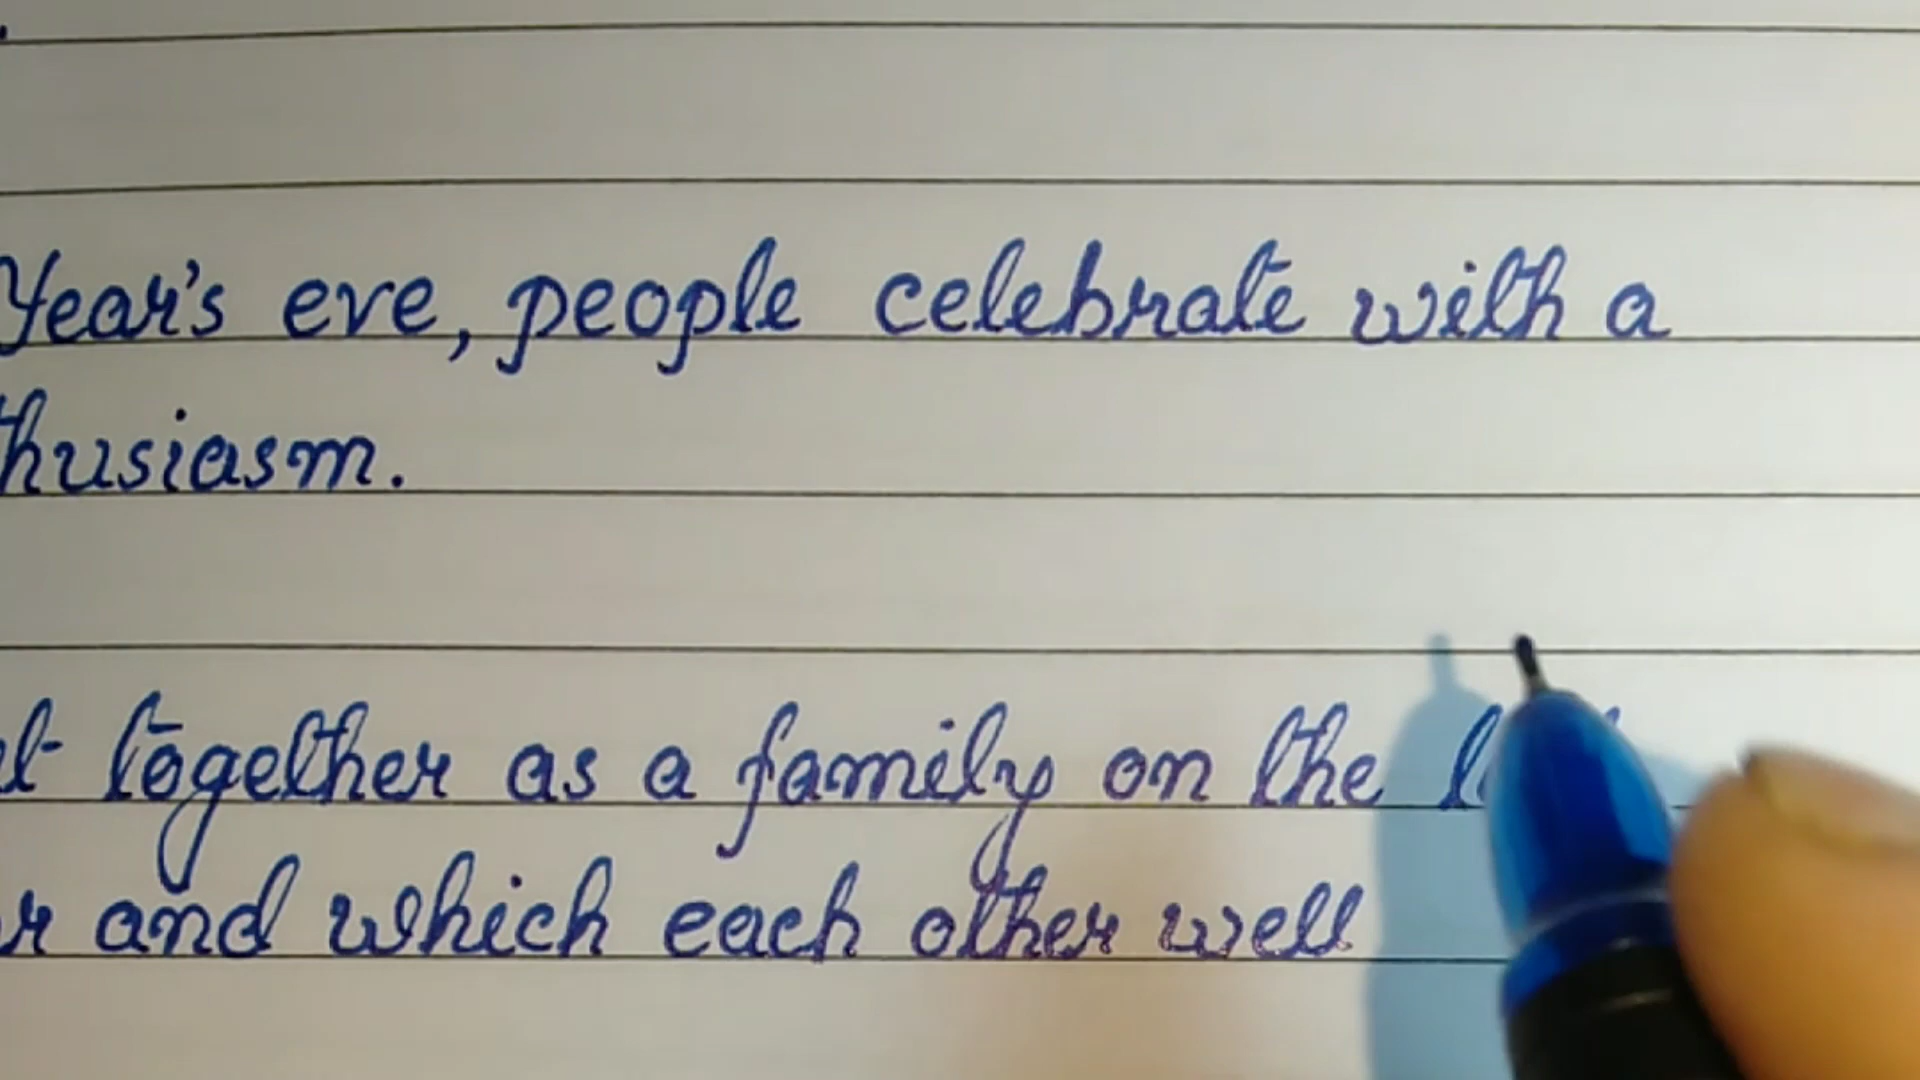 Year's eve, people celebrate with a
thusiasm.
together as a family on the
and which each other well